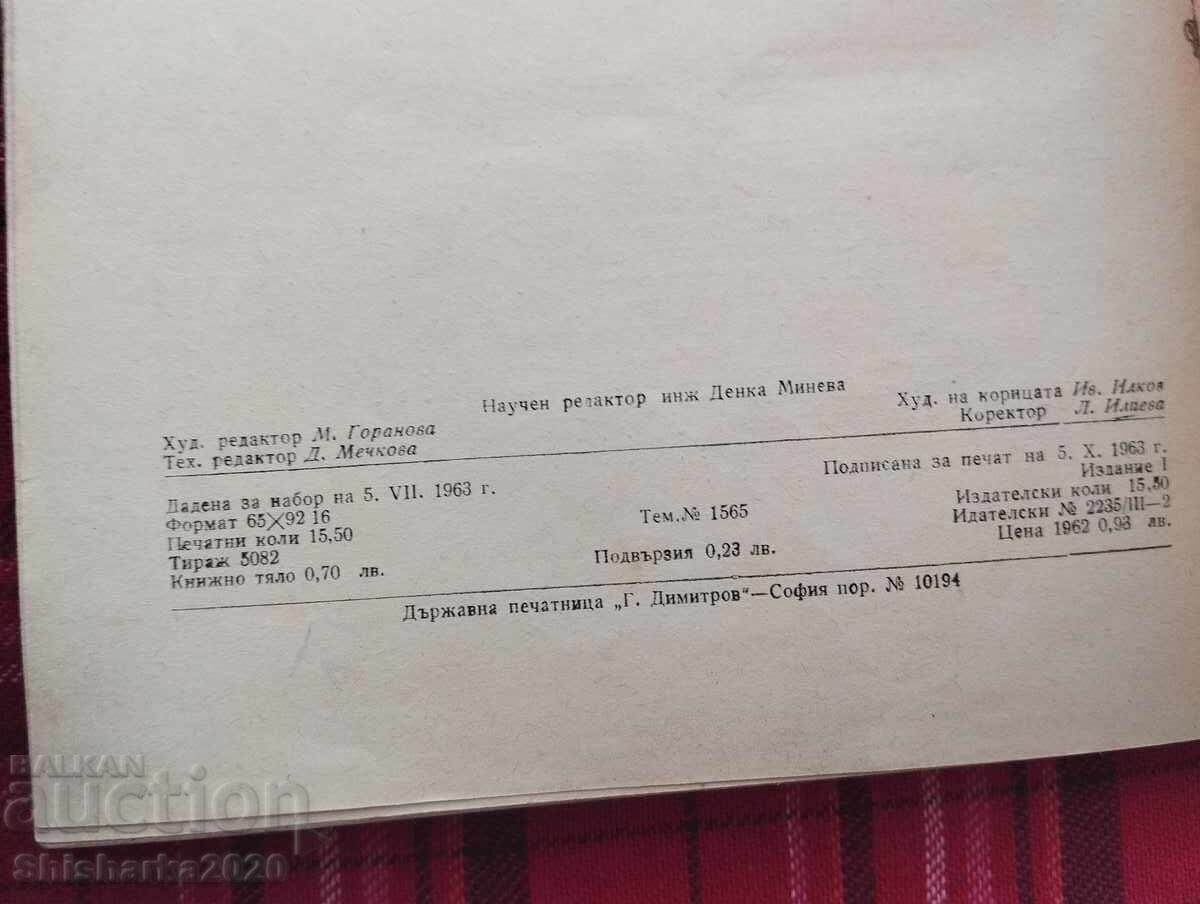 Научен редактор инж Денка Минева
Худ. редактор М. Горанова
Тех. редактор Д. Мечкова
Худ. на корицата Ив. Илков
Коректор Л. Илиева
Дадена за набор на 5. VII. 1963 г.
Формат 65×92 16
Печатни коли 15,50
Тираж 5082
Книжно тяло 0,70 лв.
Тем.№ 1565
Подвързия 0,23 лв.
Подписана за печат на 5. X. 1963 г.
Издание I
Издателски коли 15,50
Идателски № 2235/III—2
Цена 1962 0,93 лв.
Държавна печатница „Г. Димитров“—София пор. № 10194
BALKAN
auction
Shisharka2020